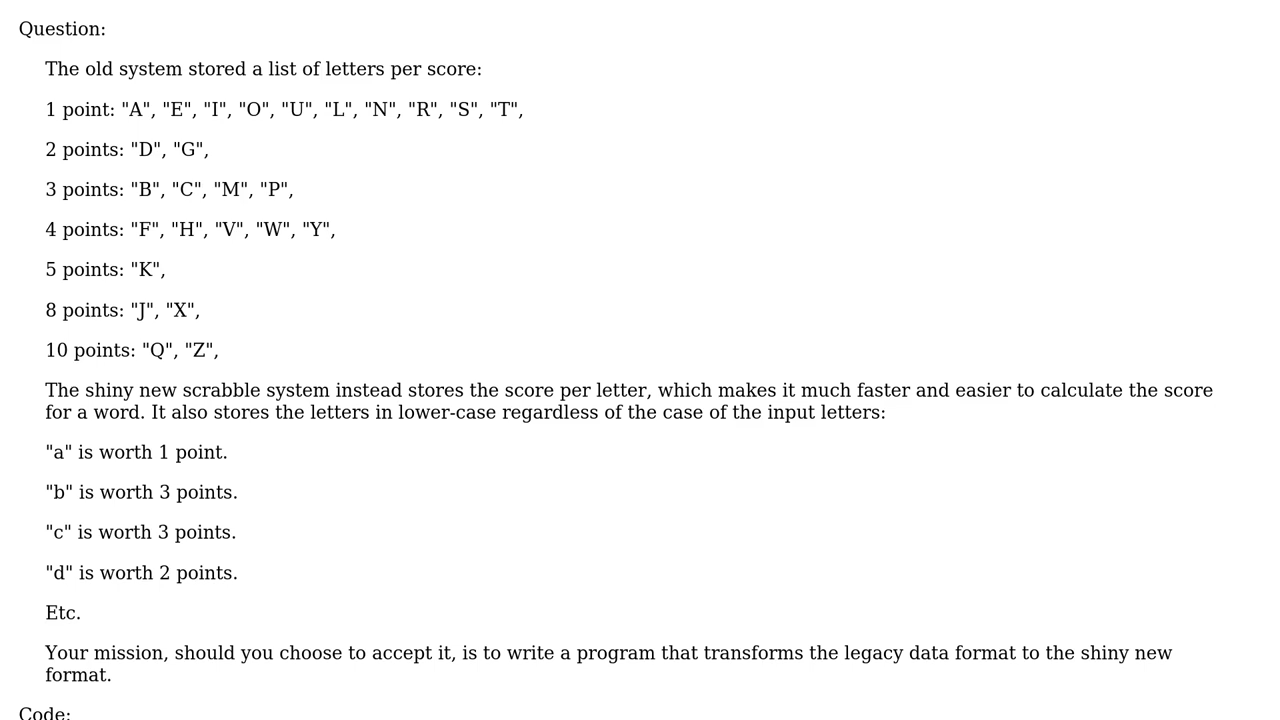 Question:
The old system stored a list of letters per score:
1 point: "A", "E", "I", "O", "U", "L", "N", "R", "S", "T",
2 points: "D", "G",
3 points: "B", "C", "M", "P",
4 points: "F", "H", "V", "W", "Y",
5 points: "K",
8 points: "J", "X",
10 points: "Q", "Z",
The shiny new scrabble system instead stores the score per letter, which makes it much faster and easier to calculate the score
for a word. It also stores the letters in lower-case regardless of the case of the input letters:
"a" is worth 1 point.
"b" is worth 3 points.
"c" is worth 3 points.
"d" is worth 2 points.
Etc.
Your mission, should you choose to accept it, is to write a program that transforms the legacy data format to the shiny new
format.
Code: